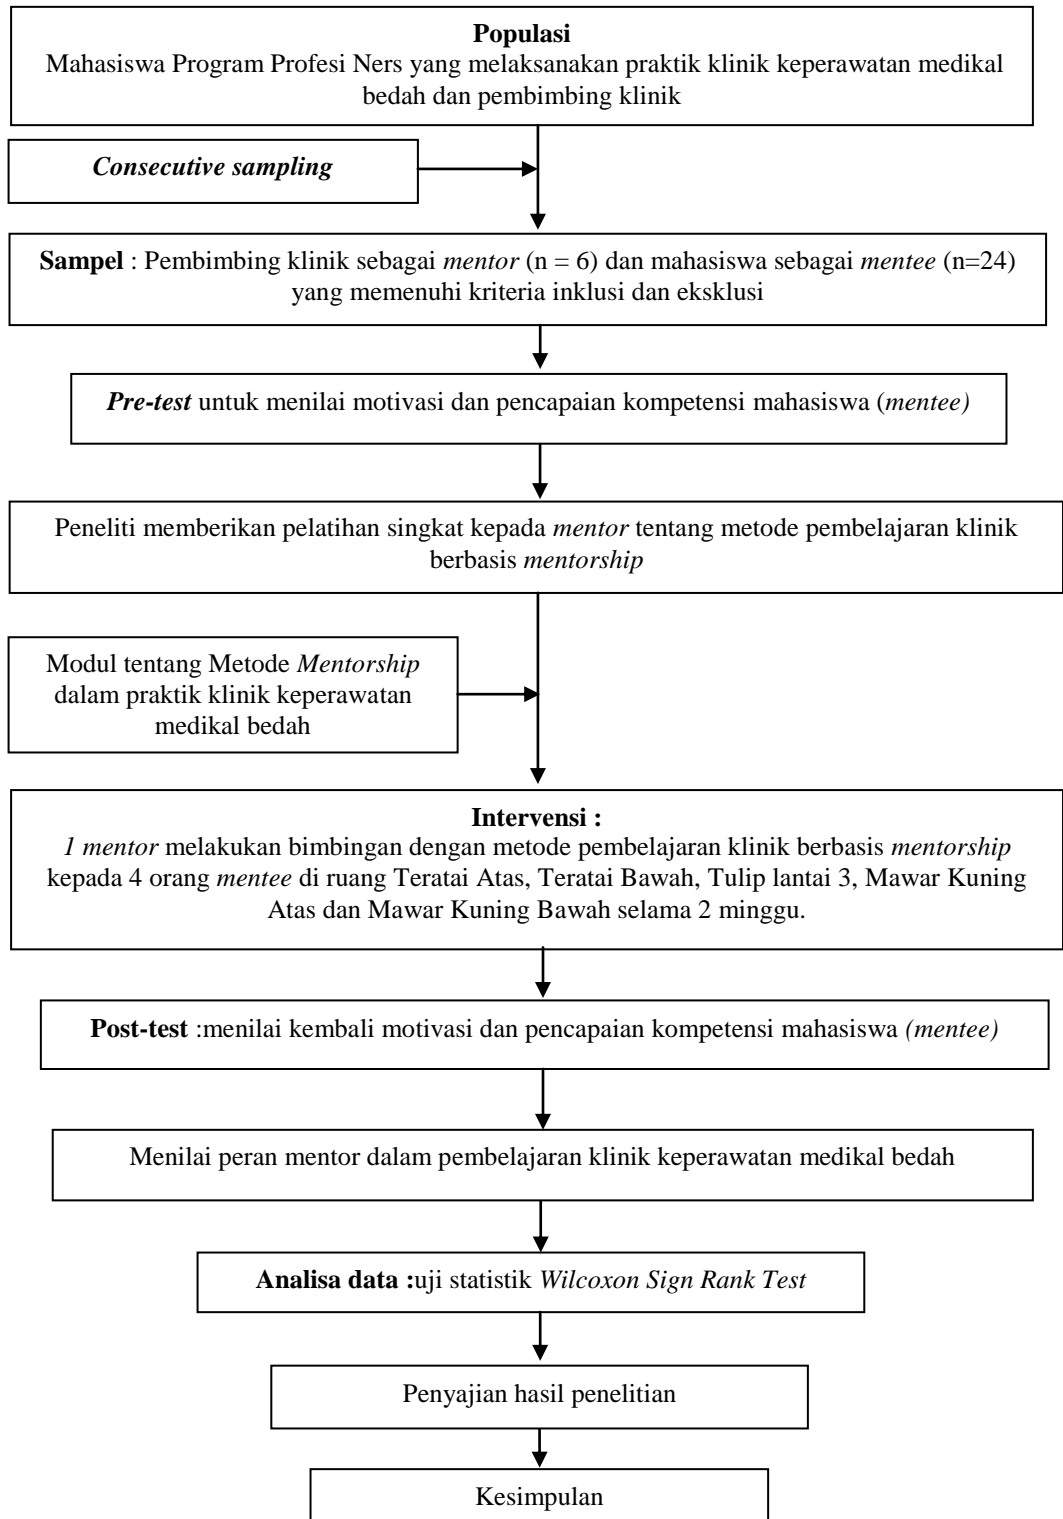 Populasi
Mahasiswa Program Profesi Ners yang melaksanakan praktik klinik keperawatan medikal
bedah dan pembimbing klinik
Consecutive sampling
Sampel : Pembimbing klinik sebagai mentor (n = 6) dan mahasiswa sebagai mentee (n=24)
yang memenuhi kriteria inklusi dan eksklusi
Pre-test untuk menilai motivasi dan pencapaian kompetensi mahasiswa (mentee)
Peneliti memberikan pelatihan singkat kepada mentor tentang metode pembelajaran klinik
berbasis mentorship
Modul tentang Metode Mentorship
dalam praktik klinik keperawatan
medikal bedah
Intervensi :
1 mentor melakukan bimbingan dengan metode pembelajaran klinik berbasis mentorship
kepada 4 orang mentee di ruang Teratai Atas, Teratai Bawah, Tulip lantai 3, Mawar Kuning
Atas dan Mawar Kuning Bawah selama 2 minggu.
Post-test :menilai kembali motivasi dan pencapaian kompetensi mahasiswa (mentee)
Menilai peran mentor dalam pembelajaran klinik keperawatan medikal bedah
Analisa data :uji statistik Wilcoxon Sign Rank Test
Penyajian hasil penelitian
Kesimpulan